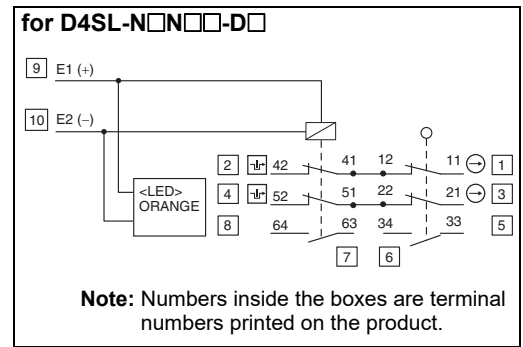 for D4SL-N□N□□-D□
9 E1 (+)
10 E2 (−)
2 42 41 12 11 1
<LED>
ORANGE
4 52 51 22 21 3
8 64 63 34 33 5
7 6
Note: Numbers inside the boxes are terminal
numbers printed on the product.